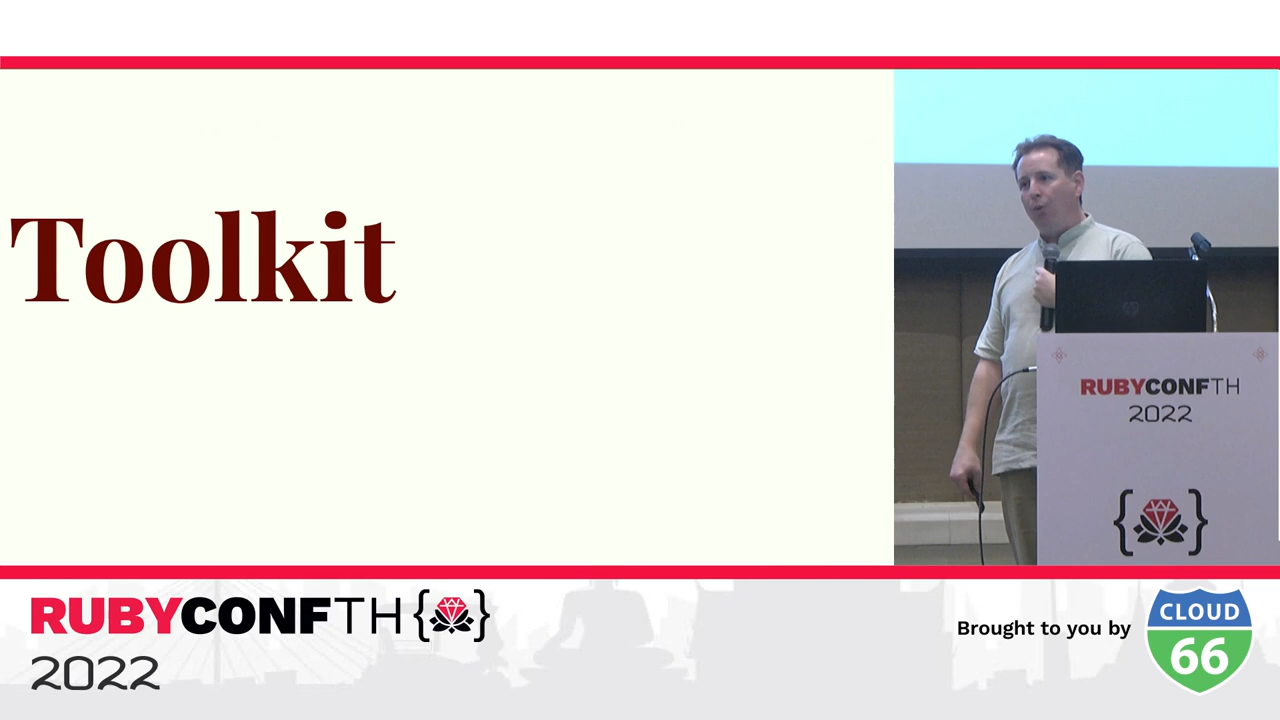 Toolkit
RUBYCONFTH
2022
{ }
RUBYCONFTH { }
2022
Brought to you by
CLOUD
66